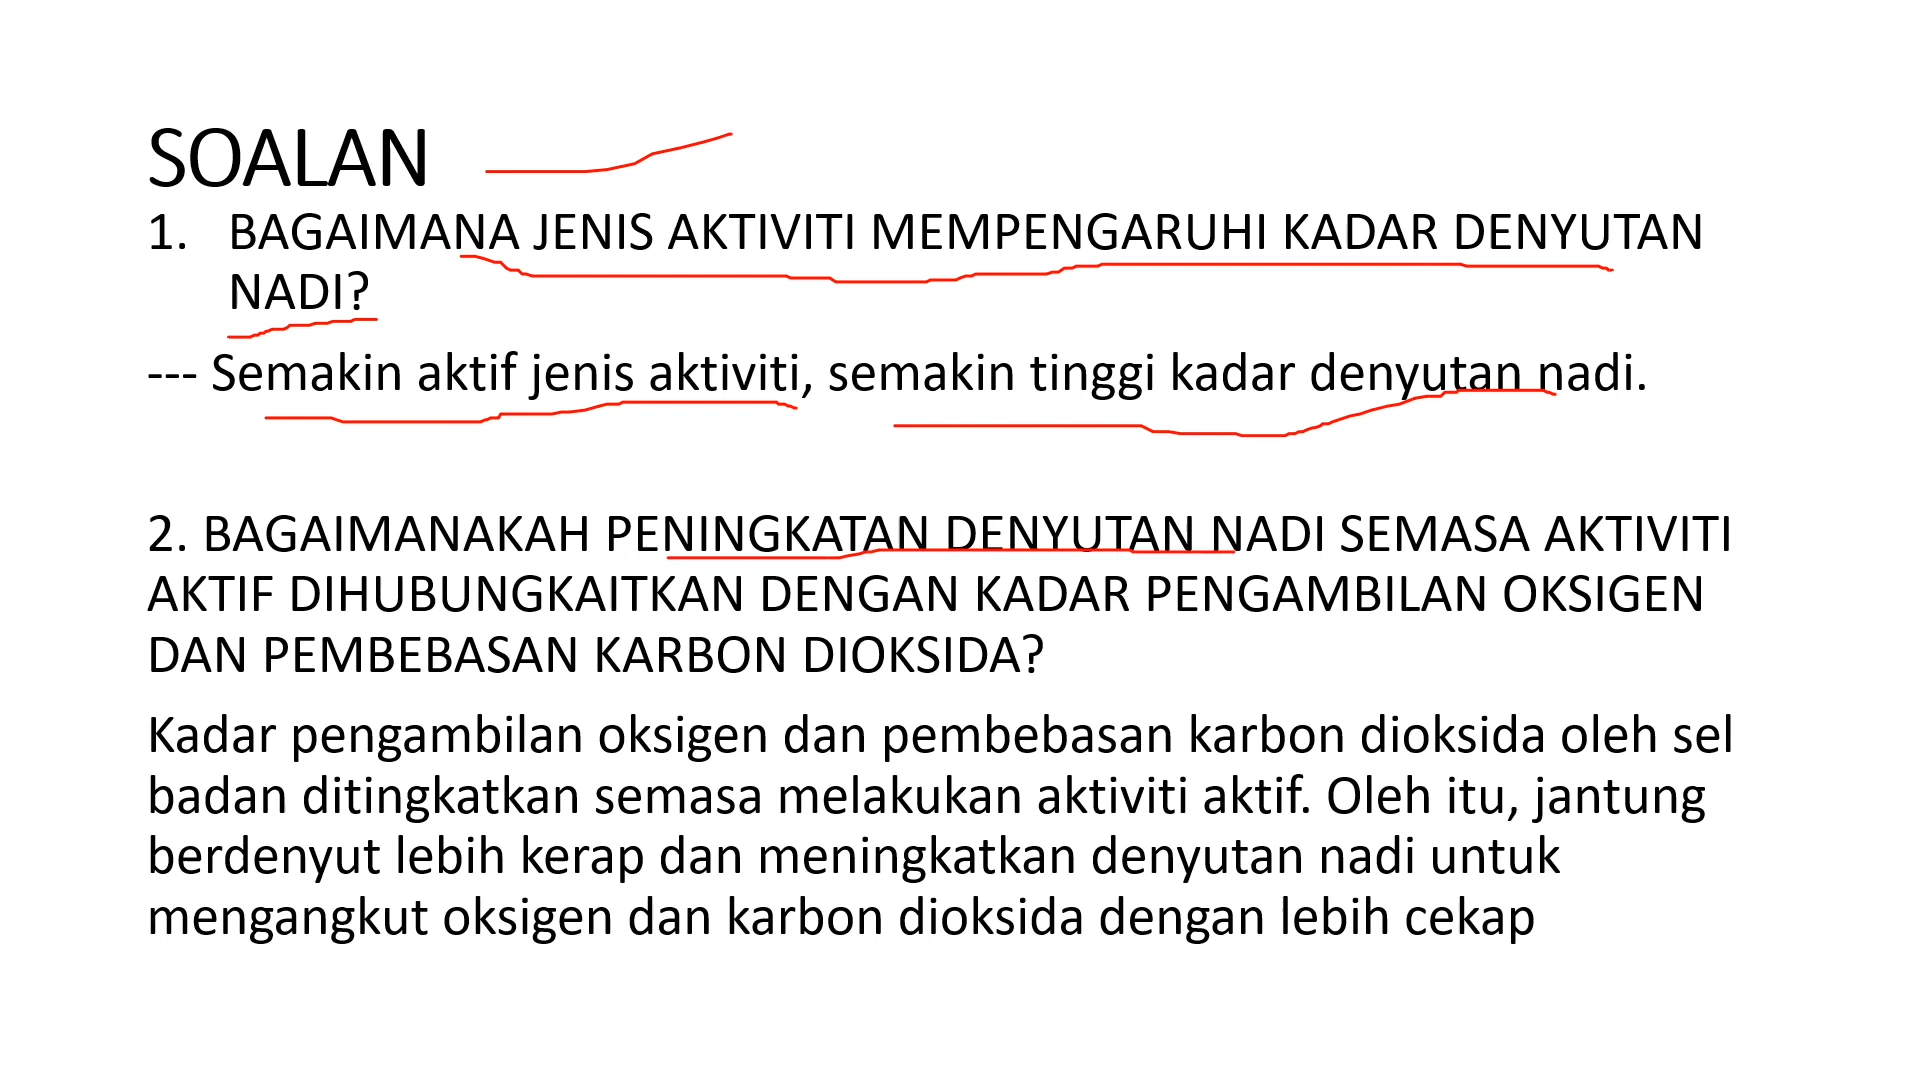 SOALAN
1. BAGAIMANA JENIS AKTIVITI MEMPENGARUHI KADAR DENYUTAN
NADI?
--- Semakin aktif jenis aktiviti, semakin tinggi kadar denyutan nadi.
2. BAGAIMANAKAH PENINGKATAN DENYUTAN NADI SEMASA AKTIVITI
AKTIF DIHUBUNGKAITKAN DENGAN KADAR PENGAMBILAN OKSIGEN
DAN PEMBEBASAN KARBON DIOKSIDA?
Kadar pengambilan oksigen dan pembebasan karbon dioksida oleh sel
badan ditingkatkan semasa melakukan aktiviti aktif. Oleh itu, jantung
berdenyut lebih kerap dan meningkatkan denyutan nadi untuk
mengangkut oksigen dan karbon dioksida dengan lebih cekap